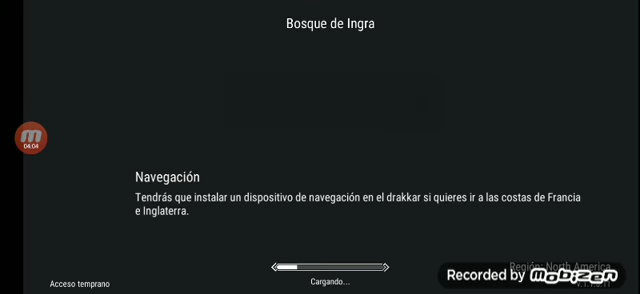 Bosque de Ingra
04:04
Navegación
Tendrás que instalar un dispositivo de navegación en el drakkar si quieres ir a las costas de Francia
e Inglaterra.
Región: North America
Recorded by Mobizen
Acceso temprano
Cargando...